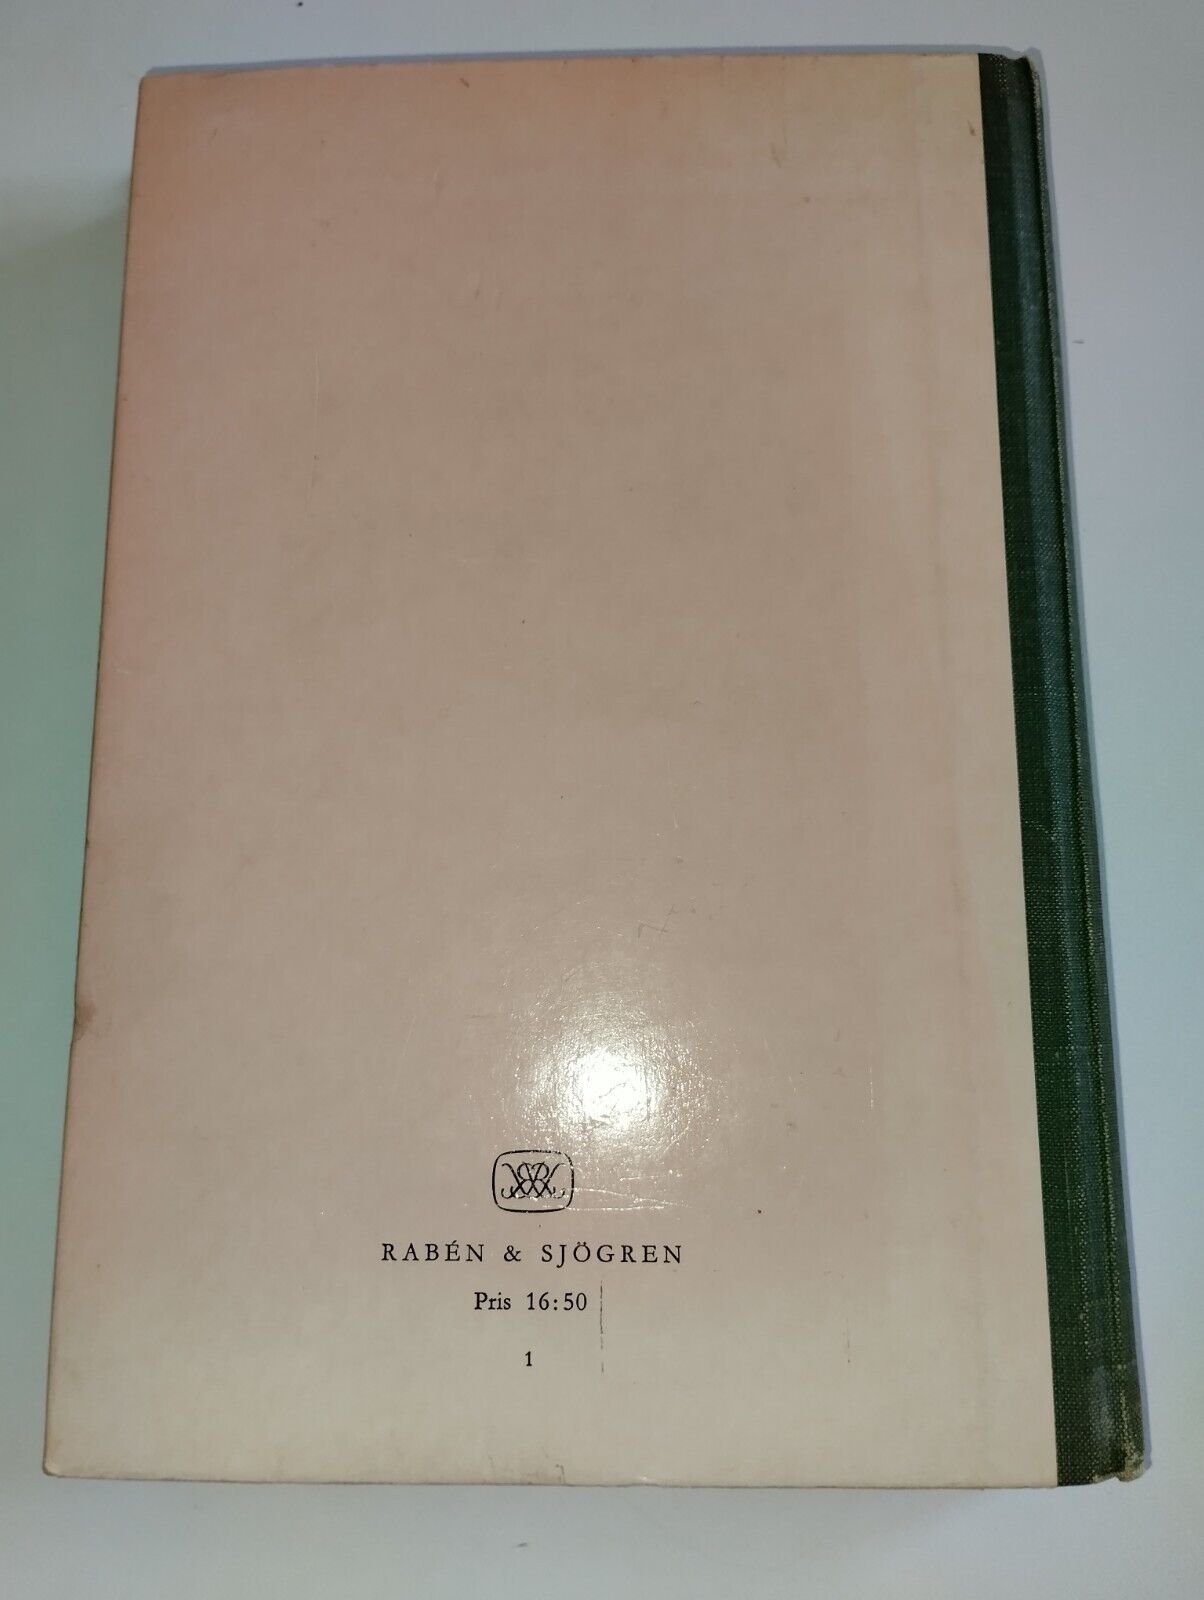 RABÉN & SJÖGREN
Pris 16:50
1